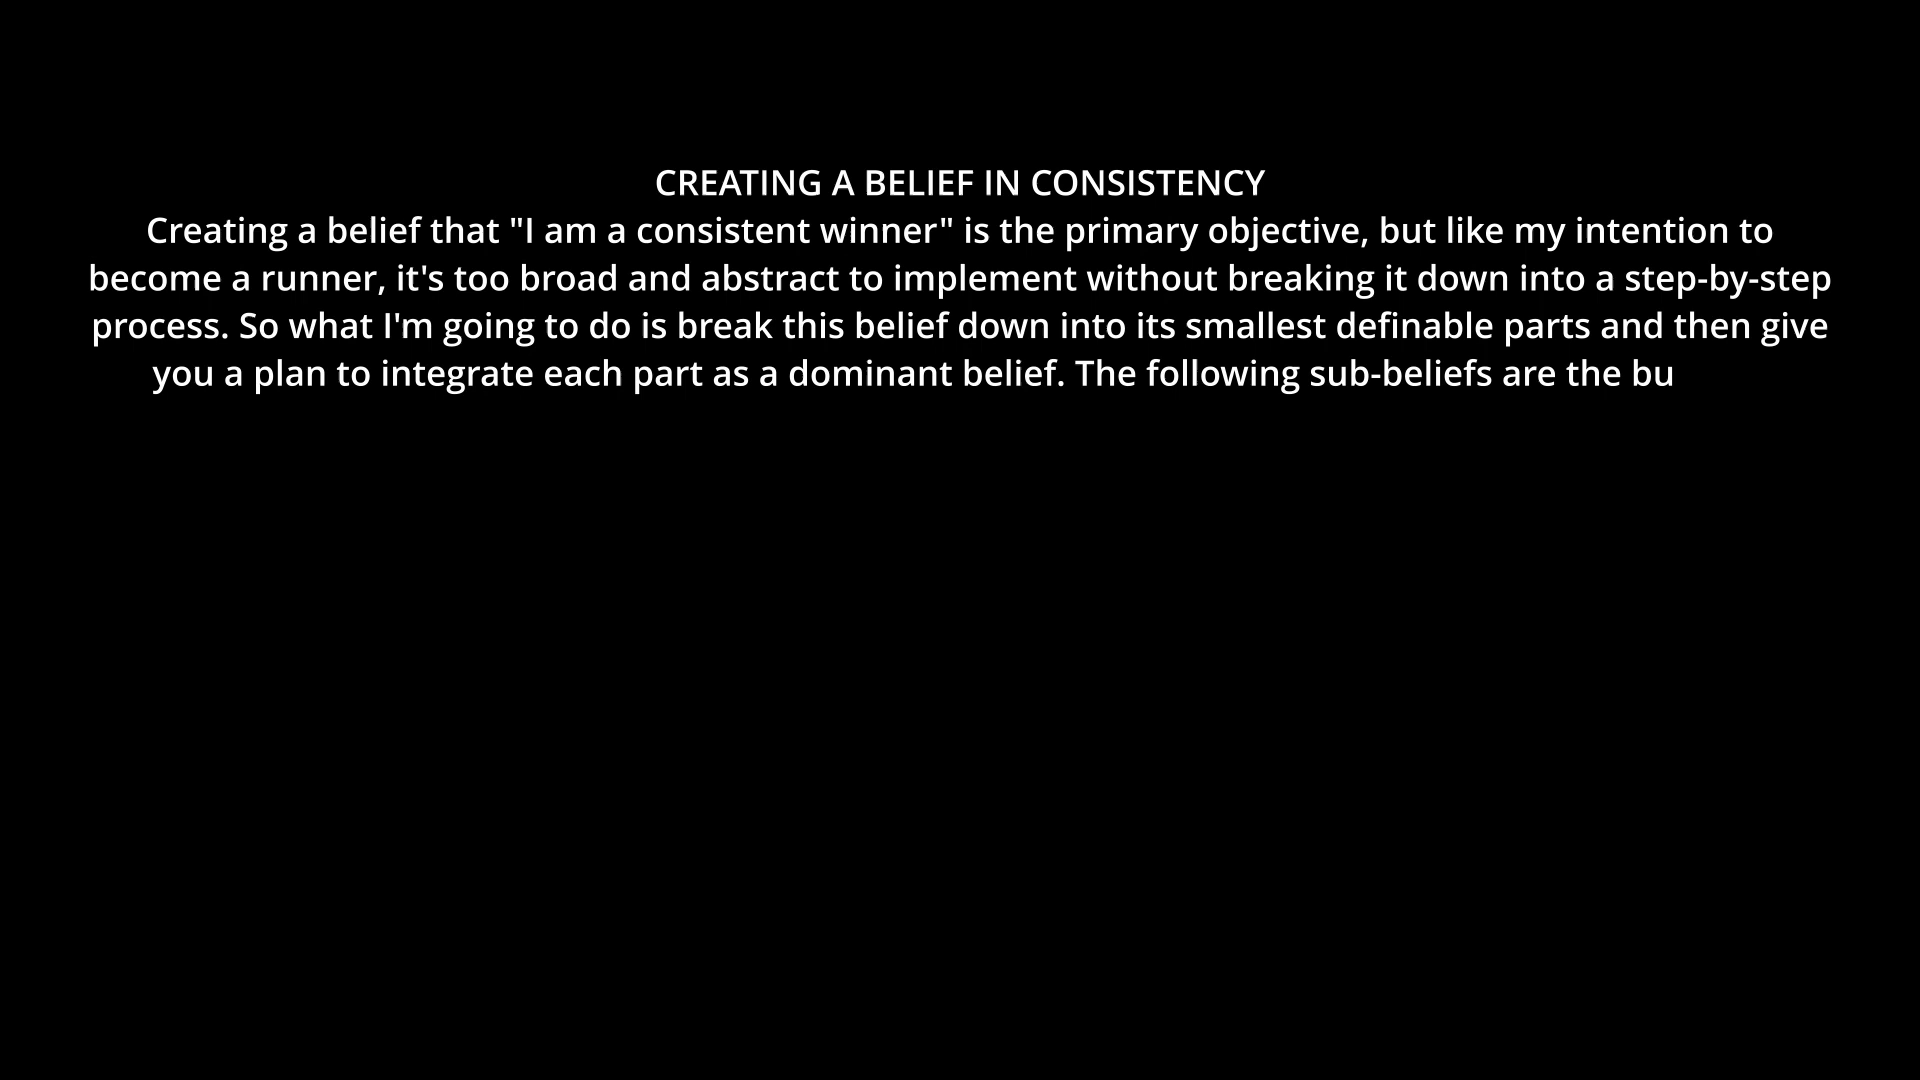 CREATING A BELIEF IN CONSISTENCY
Creating a belief that "I am a consistent winner" is the primary objective, but like my intention to
become a runner, it's too broad and abstract to implement without breaking it down into a step-by-step
process. So what I'm going to do is break this belief down into its smallest definable parts and then give
you a plan to integrate each part as a dominant belief. The following sub-beliefs are the bu